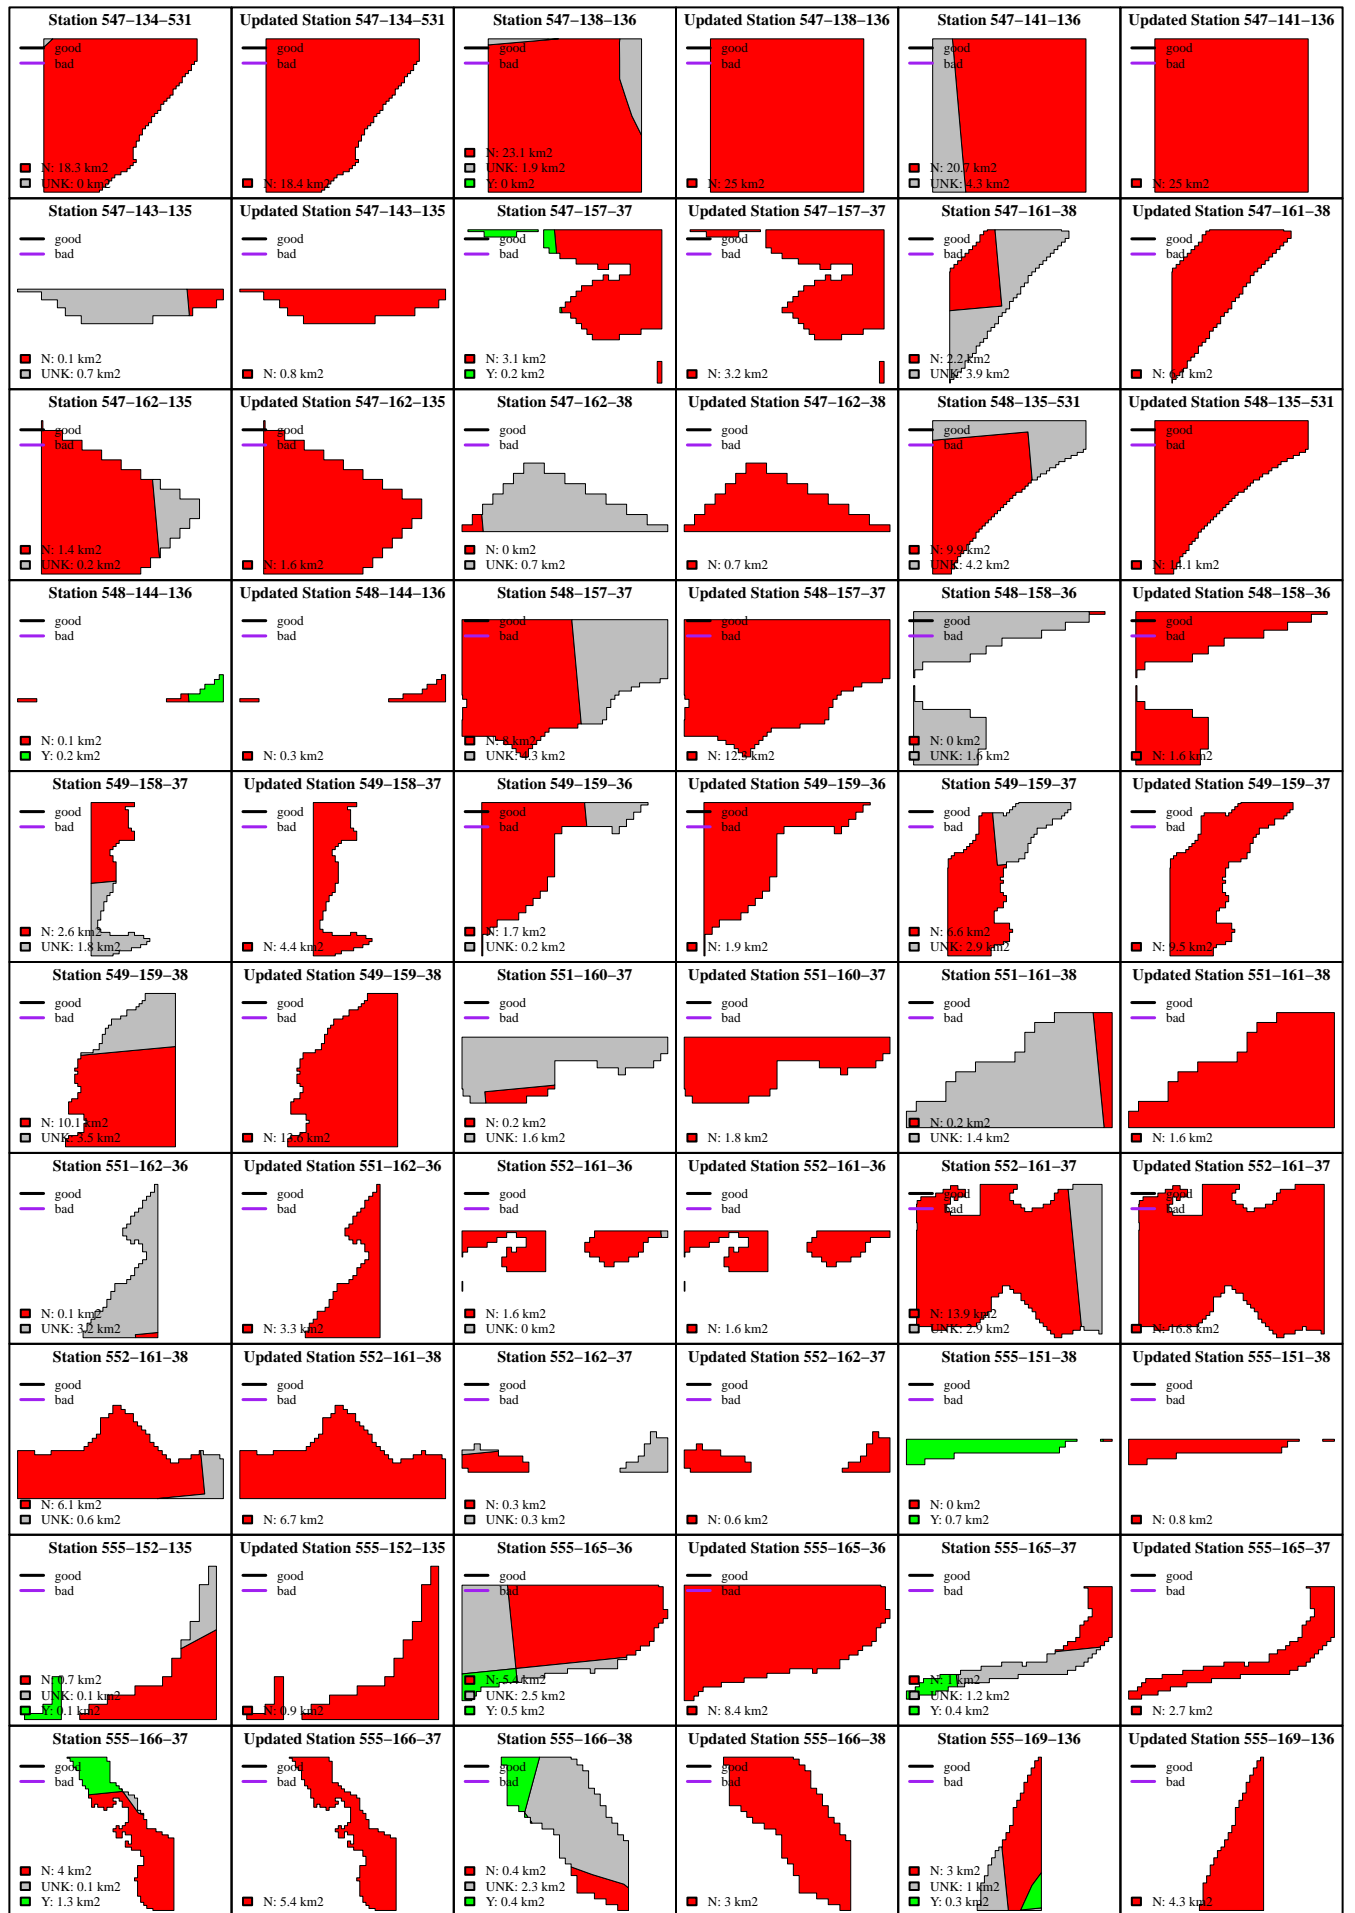 Station 547−134−531
good
bad
N: 18.3 km2
UNK: 0 km2
Updated Station 547−134−531
good
bad
N: 18.4 km2
Station 547−138−136
good
bad
N: 23.1 km2
UNK: 1.9 km2
Y: 0 km2
Updated Station 547−138−136
good
bad
N: 25 km2
Station 547−141−136
good
bad
N: 20.7 km2
UNK: 4.3 km2
Updated Station 547−141−136
good
bad
N: 25 km2
Station 547−143−135
good
bad
N: 0.1 km2
UNK: 0.7 km2
Updated Station 547−143−135
good
bad
N: 0.8 km2
Station 547−157−37
good
bad
N: 3.1 km2
Y: 0.2 km2
Updated Station 547−157−37
good
bad
N: 3.2 km2
Station 547−161−38
good
bad
N: 2.2 km2
UNK: 3.9 km2
Updated Station 547−161−38
good
bad
N: 6.1 km2
Station 547−162−135
good
bad
N: 1.4 km2
UNK: 0.2 km2
Updated Station 547−162−135
good
bad
N: 1.6 km2
Station 547−162−38
good
bad
N: 0 km2
UNK: 0.7 km2
Updated Station 547−162−38
good
bad
N: 0.7 km2
Station 548−135−531
good
bad
N: 9.9 km2
UNK: 4.2 km2
Updated Station 548−135−531
good
bad
N: 14.1 km2
Station 548−144−136
good
bad
N: 0.1 km2
Y: 0.2 km2
Updated Station 548−144−136
good
bad
N: 0.3 km2
Station 548−157−37
good
bad
N: 8 km2
UNK: 4.3 km2
Updated Station 548−157−37
good
bad
N: 12.3 km2
Station 548−158−36
good
bad
N: 0 km2
UNK: 1.6 km2
Updated Station 548−158−36
good
bad
N: 1.6 km2
Station 549−158−37
good
bad
N: 2.6 km2
UNK: 1.8 km2
Updated Station 549−158−37
good
bad
N: 4.4 km2
Station 549−159−36
good
bad
N: 1.7 km2
UNK: 0.2 km2
Updated Station 549−159−36
good
bad
N: 1.9 km2
Station 549−159−37
good
bad
N: 6.6 km2
UNK: 2.9 km2
Updated Station 549−159−37
good
bad
N: 9.5 km2
Station 549−159−38
good
bad
N: 10.1 km2
UNK: 3.5 km2
Updated Station 549−159−38
good
bad
N: 13.6 km2
Station 551−160−37
good
bad
N: 0.2 km2
UNK: 1.6 km2
Updated Station 551−160−37
good
bad
N: 1.8 km2
Station 551−161−38
good
bad
N: 0.2 km2
UNK: 1.4 km2
Updated Station 551−161−38
good
bad
N: 1.6 km2
Station 551−162−36
good
bad
N: 0.1 km2
UNK: 3.2 km2
Updated Station 551−162−36
good
bad
N: 3.3 km2
Station 552−161−36
good
bad
N: 1.6 km2
UNK: 0 km2
Updated Station 552−161−36
good
bad
N: 1.6 km2
Station 552−161−37
good
bad
N: 13.9 km2
UNK: 2.9 km2
Updated Station 552−161−37
good
bad
N: 16.8 km2
Station 552−161−38
good
bad
N: 6.1 km2
UNK: 0.6 km2
Updated Station 552−161−38
good
bad
N: 6.7 km2
Station 552−162−37
good
bad
N: 0.3 km2
UNK: 0.3 km2
Updated Station 552−162−37
good
bad
N: 0.6 km2
Station 555−151−38
good
bad
N: 0 km2
Y: 0.7 km2
Updated Station 555−151−38
good
bad
N: 0.8 km2
Station 555−152−135
good
bad
N: 0.7 km2
UNK: 0.1 km2
Y: 0.1 km2
Updated Station 555−152−135
good
bad
N: 0.9 km2
Station 555−165−36
good
bad
N: 5.4 km2
UNK: 2.5 km2
Y: 0.5 km2
Updated Station 555−165−36
good
bad
N: 8.4 km2
Station 555−165−37
good
bad
N: 1 km2
UNK: 1.2 km2
Y: 0.4 km2
Updated Station 555−165−37
good
bad
N: 2.7 km2
Station 555−166−37
good
bad
N: 4 km2
UNK: 0.1 km2
Y: 1.3 km2
Updated Station 555−166−37
good
bad
N: 5.4 km2
Station 555−166−38
good
bad
N: 0.4 km2
UNK: 2.3 km2
Y: 0.4 km2
Updated Station 555−166−38
good
bad
N: 3 km2
Station 555−169−136
good
bad
N: 3 km2
UNK: 1 km2
Y: 0.3 km2
Updated Station 555−169−136
good
bad
N: 4.3 km2